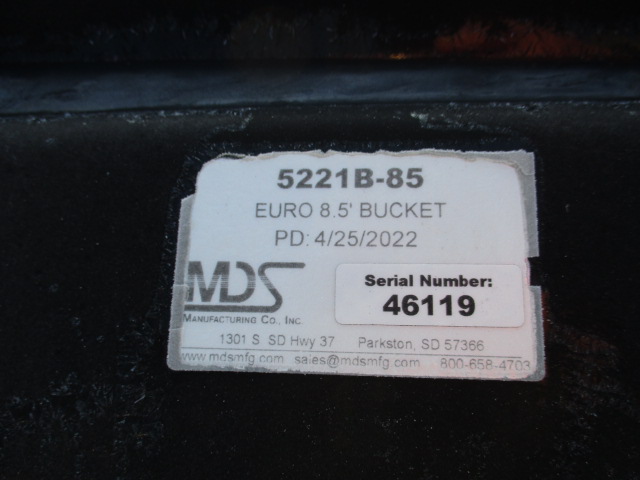 5221B-85
EURO 8.5' BUCKET
PD: 4/25/2022
MDS
MANUFACTURING CO., INC.
Serial Number:
46119
1301 S. SD Hwy 37 Parkston, SD 57366
www.mdsmfg.com sales@mdsmfg.com 800-658-4703